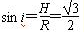 sin i = H/R = √3/2